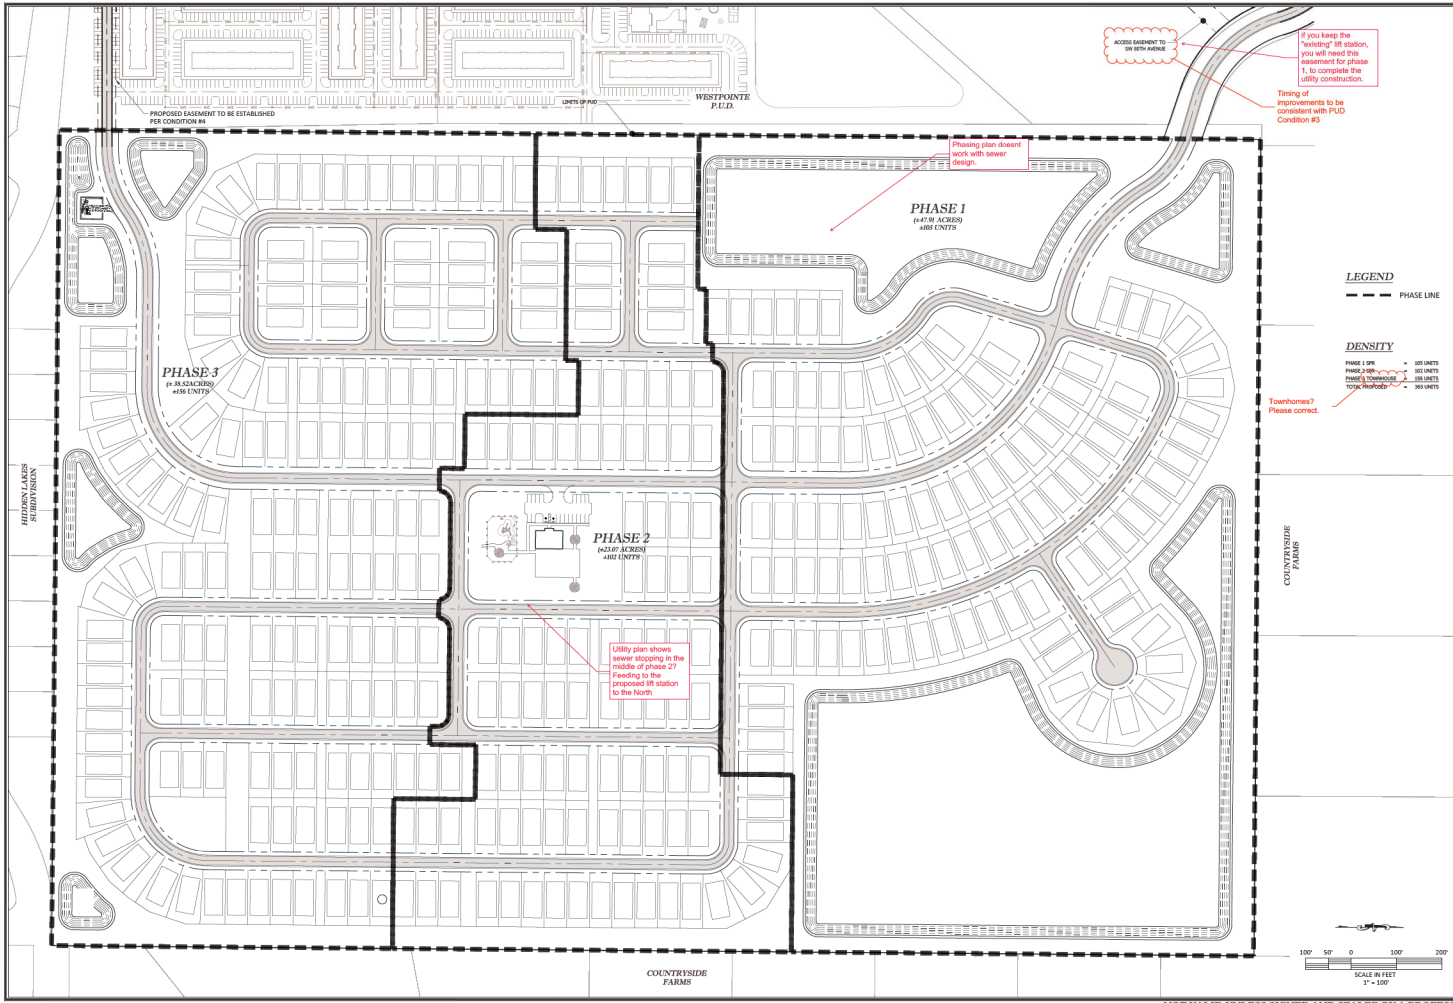 ACCESS EASEMENT TO
SW 80TH AVENUE
If you keep the
"existing" lift station,
you will need this
easement for phase
1, to complete the
utility construction.
Timing of
improvements to be
consistent with PUD
Condition #3
PROPOSED EASEMENT TO BE ESTABLISHED
PER CONDITION #4
LIMITS OF PUD
WESTPOINTE
P.U.D.
Phasing plan doesnt
work with sewer
design.
PHASE 1
(±47.91 ACRES)
±105 UNITS
LEGEND
PHASE LINE
DENSITY
PHASE 1 SFR = 105 UNITS
PHASE 2 SFR = 102 UNITS
PHASE 3 TOWNHOUSE = 156 UNITS
TOTAL PROPOSED = 363 UNITS
Townhomes?
Please correct.
PHASE 3
(± 38.52ACRES)
±156 UNITS
HIDDEN LAKES
SUBDIVISION
PHASE 2
(±23.07 ACRES)
±102 UNITS
COUNTRYSIDE
FARMS
Utility plan shows
sewer stopping in the
middle of phase 2?
Feeding to the
proposed lift station
to the North
COUNTRYSIDE
FARMS
100' 50' 0 100' 200'
SCALE IN FEET
1" = 100'